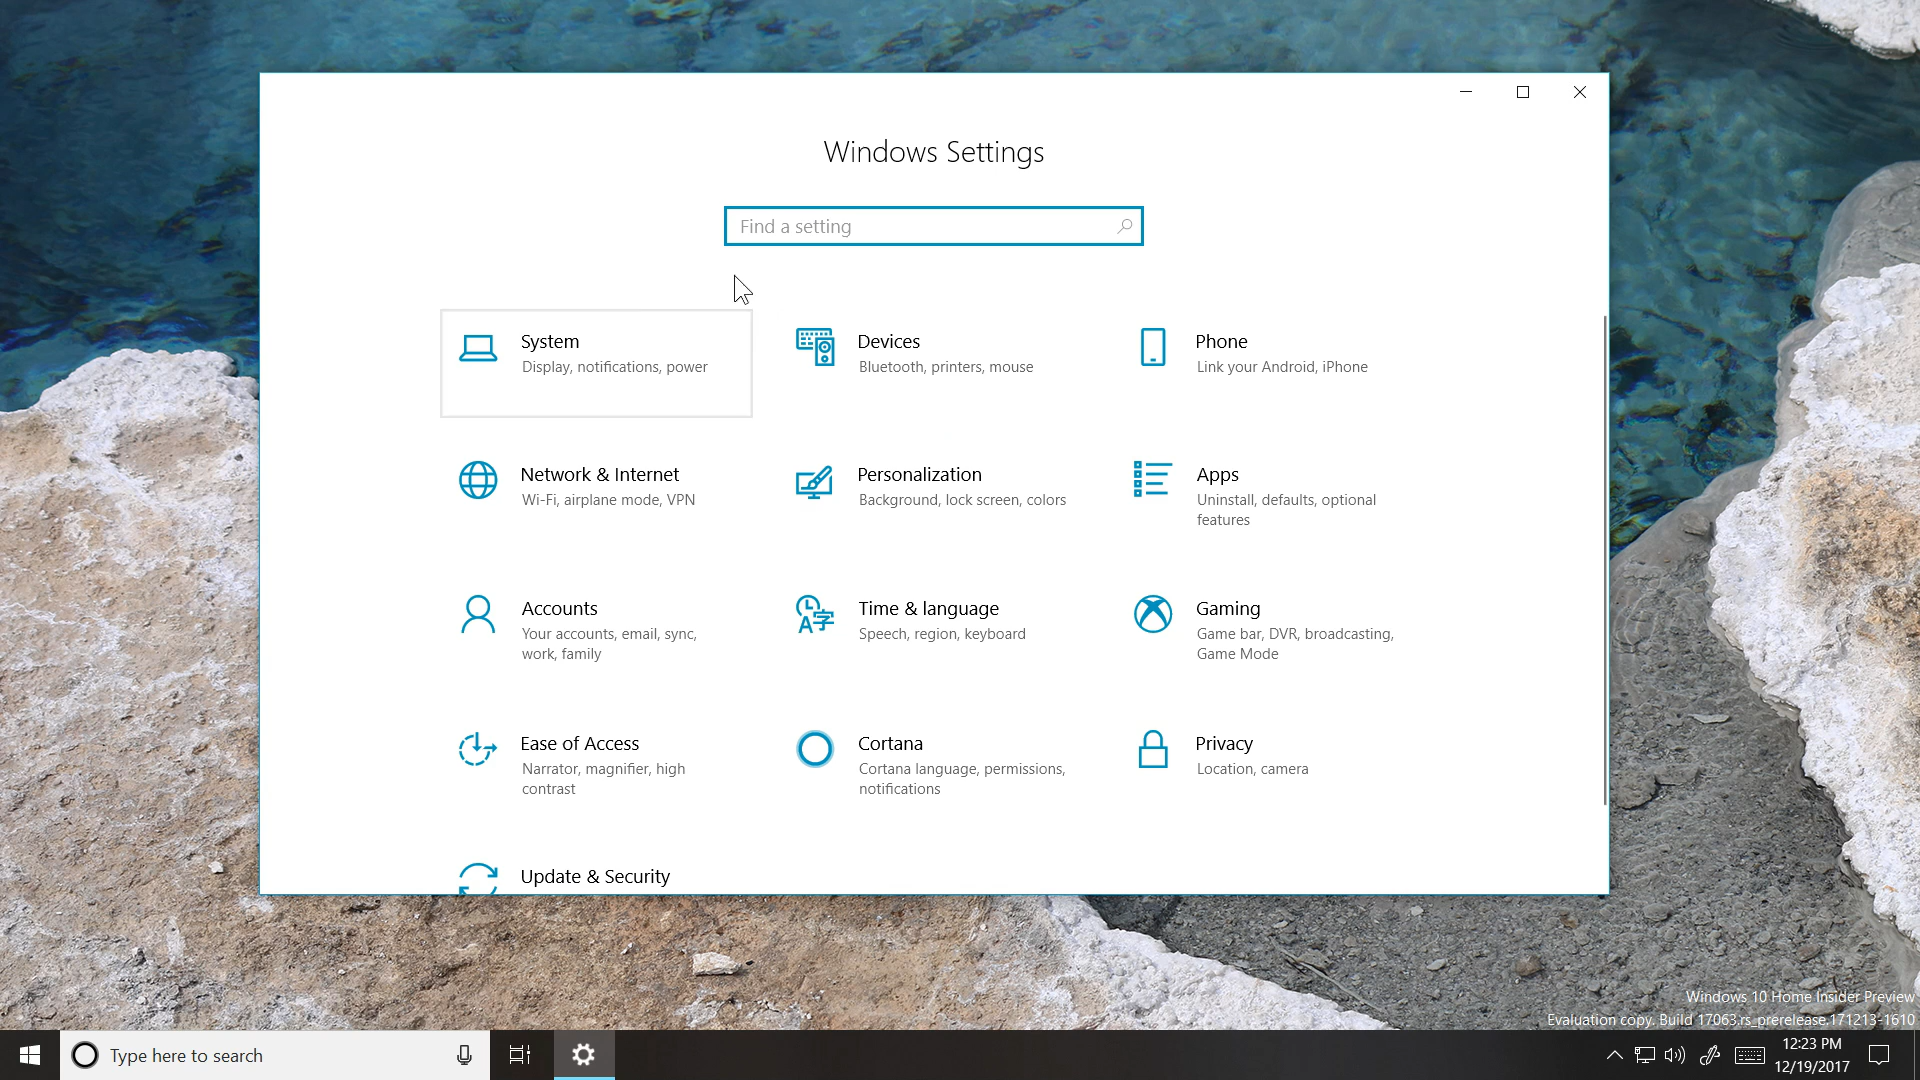 Windows Settings
Find a setting
System
Display, notifications, power
Devices
Bluetooth, printers, mouse
Phone
Link your Android, iPhone
Network & Internet
Wi-Fi, airplane mode, VPN
Personalization
Background, lock screen, colors
Apps
Uninstall, defaults, optional
features
Accounts
Your accounts, email, sync,
work, family
Time & language
Speech, region, keyboard
Gaming
Game bar, DVR, broadcasting,
Game Mode
Ease of Access
Narrator, magnifier, high
contrast
Cortana
Cortana language, permissions,
notifications
Privacy
Location, camera
Update & Security
Windows 10 Home Insider Preview
Evaluation copy. Build 17063.rs_prerelease.171213-1610
Type here to search
12:23 PM
12/19/2017